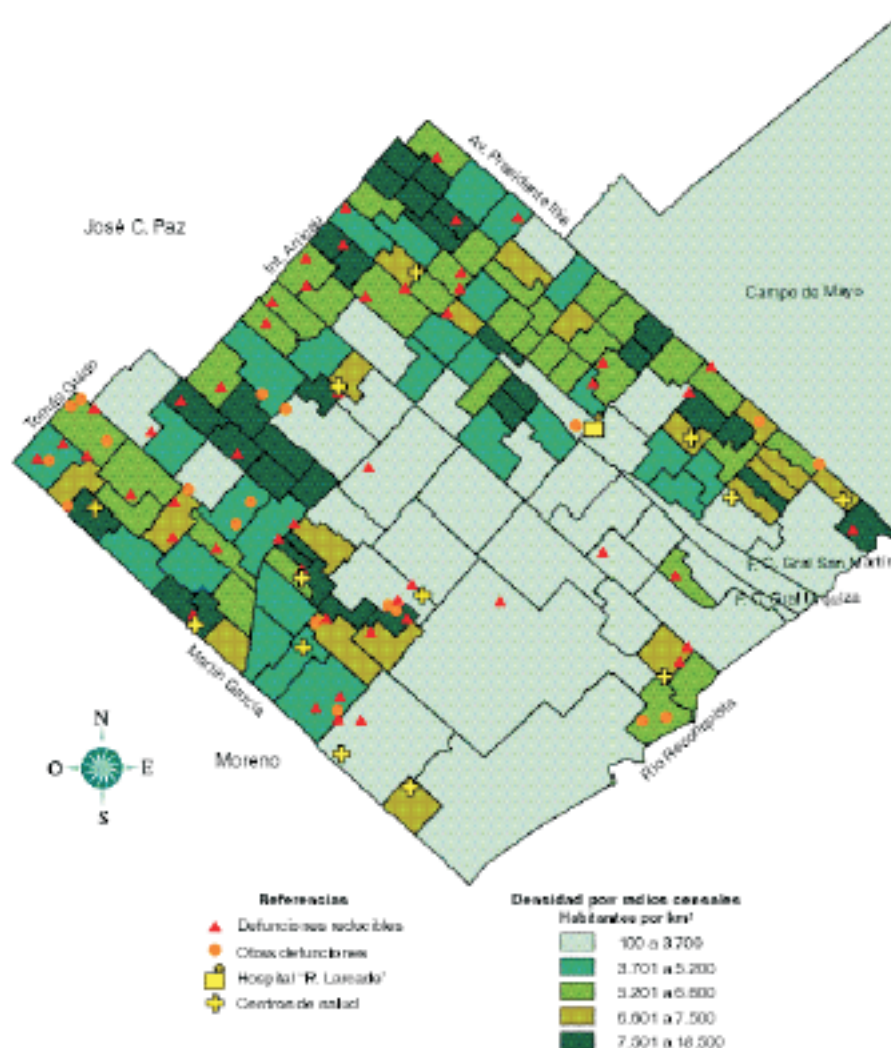 José C. Paz
Int. Arricau
Av. Presidente Illia
Campo de Mayo
Tomás Guido
F. C. Gral San Martín
F. C. Gral Urquiza
Martín García
Río Reconquista
Moreno
N
O
E
S
Referencias
Defunciones reducibles
Otras defunciones
Hospital "R. Larcade"
Centros de salud
Densidad por radios censales
Habitantes por km²
100 a 3.700
3.701 a 5.200
5.201 a 6.600
6.601 a 7.500
7.501 a 18.500